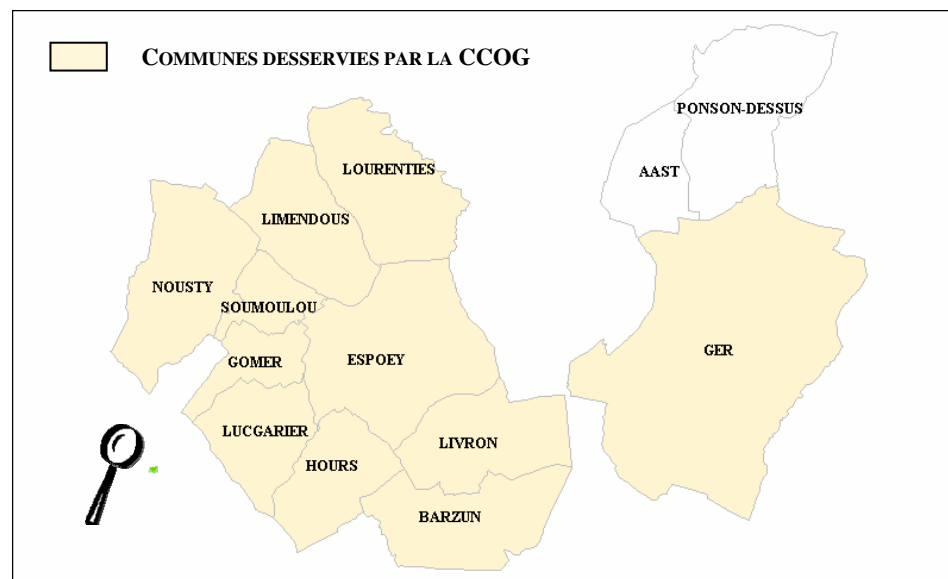 COMMUNES DESSERVIES PAR LA CCOG
PONSON-DESSUS
LOURENTIES
AAST
LIMENDOUS
NOUSTY
SOUMOULOU
GER
GOMER
ESPOEY
LUCGARIER
LIVRON
HOURS
BARZUN